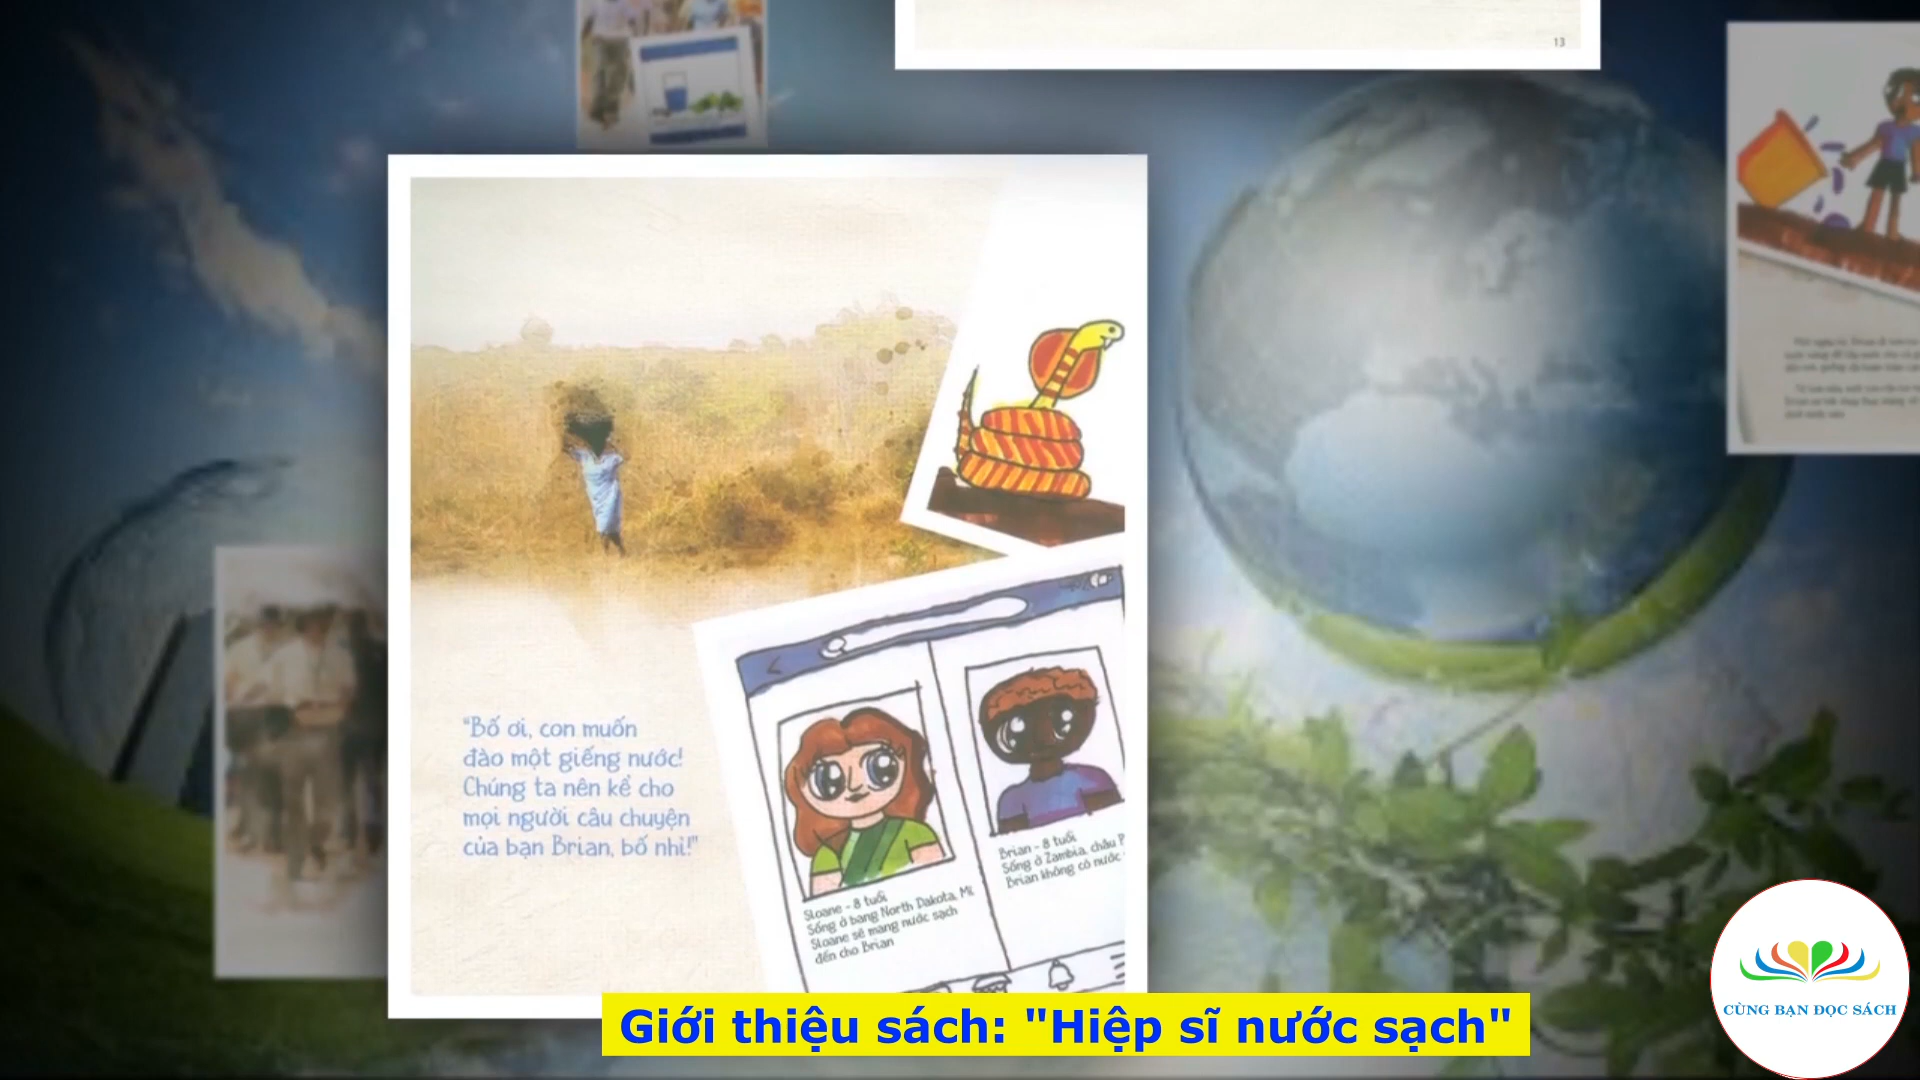 13
"Bố ơi, con muốn
đào một giếng nước!
Chúng ta nên kể cho
mọi người câu chuyện
của bạn Brian, bố nhỉ!"
Sloane - 8 tuổi
Sống ở bang North Dakota, Mĩ
Sloane sẽ mang nước sạch
đến cho Brian
Brian - 8 tuổi
Sống ở Zambia, châu P
Brian không có nước
Giới thiệu sách: "Hiệp sĩ nước sạch"
CÙNG BẠN ĐỌC SÁCH